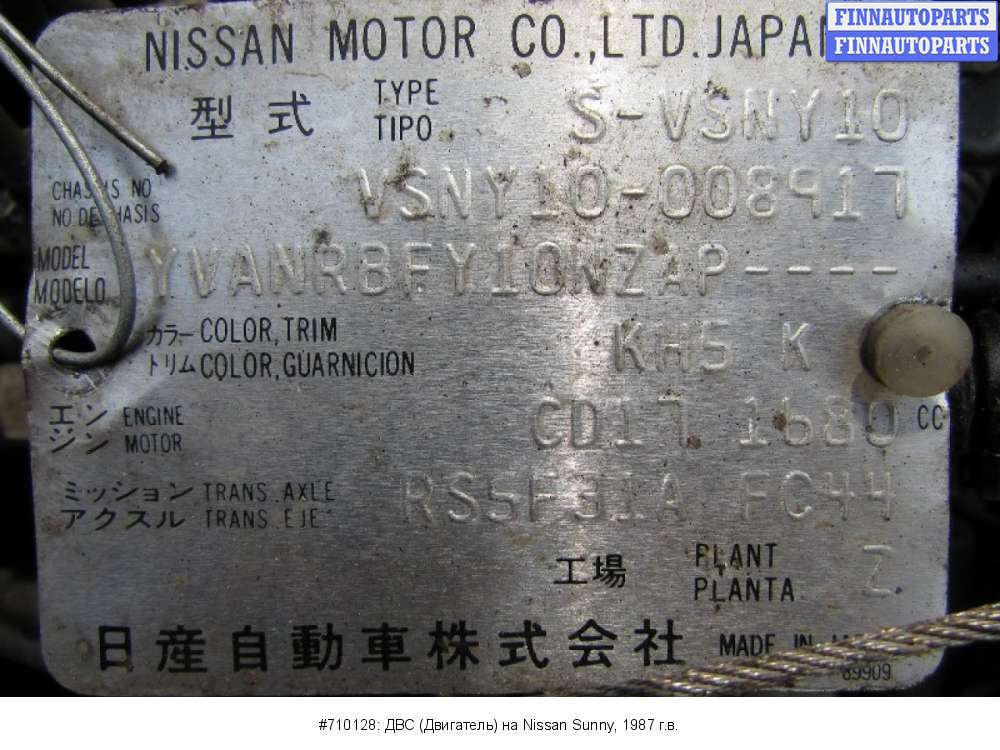 FINNAUTOPARTS
FINNAUTOPARTS
NISSAN MOTOR CO.,LTD.JAPAN
型式 TYPE S-VSNY10
TIPO
CHASSIS NO VSNY10-008917
NO.DE CHASIS
MODEL YVANRBFY10NZAP----
MODELO
カラー COLOR,TRIM KH5 K
トリム COLOR,GUARNICION
エン ENGINE CD17 1680 CC
ジン MOTOR
ミッション TRANS.AXLE RS5F31A FC44
アクスル TRANS.EJE
工場 PLANT Z
PLANTA
日産自動車株式会社 MADE IN
89909
#710128: ДВС (Двигатель) на Nissan Sunny, 1987 г.в.